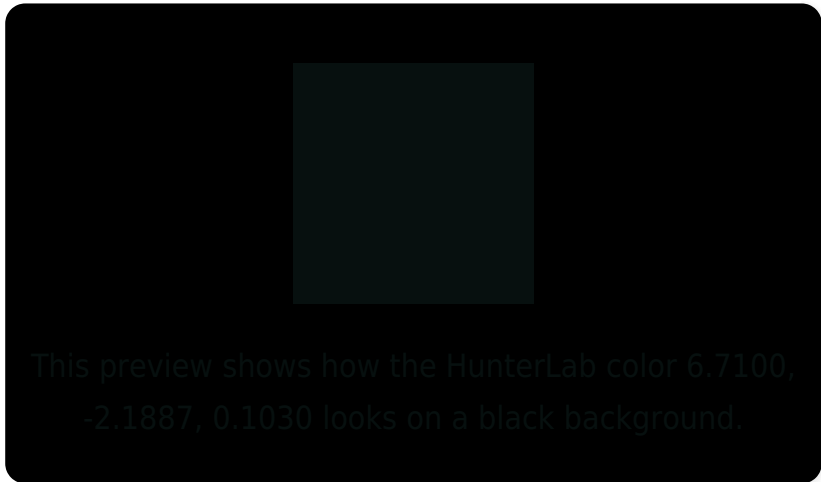 This preview shows how the HunterLab color 6.7100,
-2.1887, 0.1030 looks on a black background.